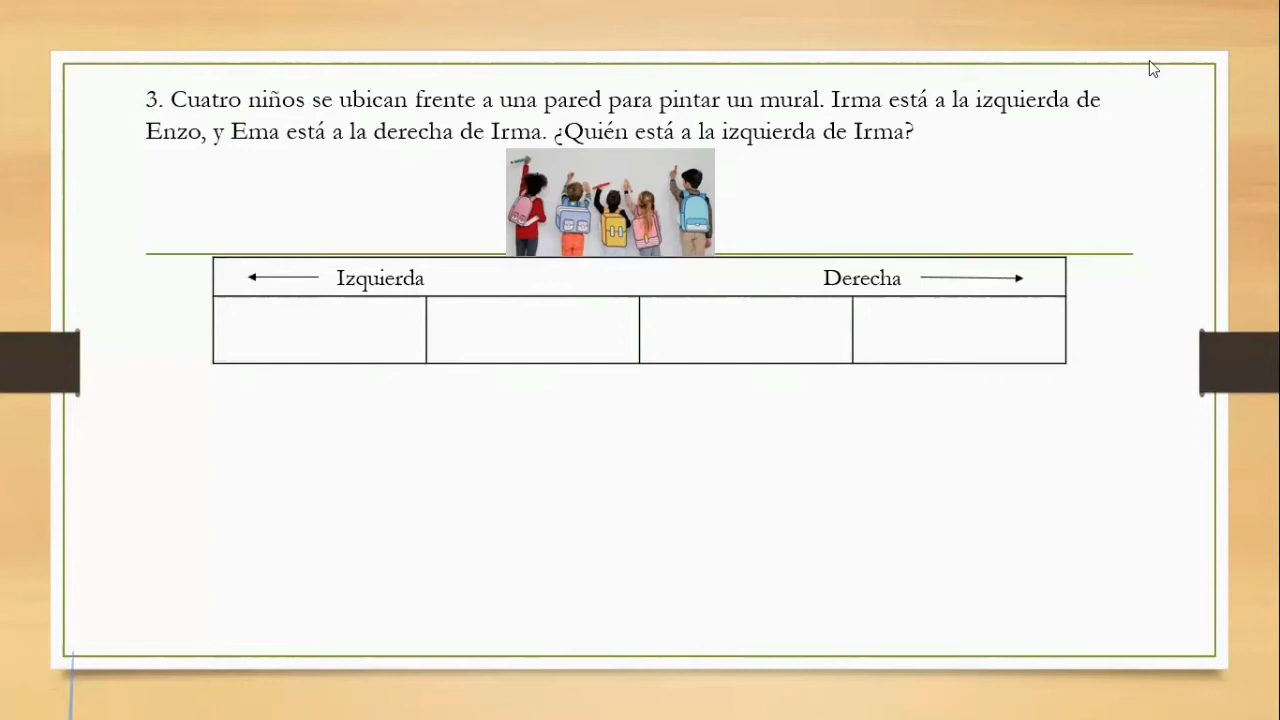 3. Cuatro niños se ubican frente a una pared para pintar un mural. Irma está a la izquierda de
Enzo, y Ema está a la derecha de Irma. ¿Quién está a la izquierda de Irma?
Izquierda
Derecha